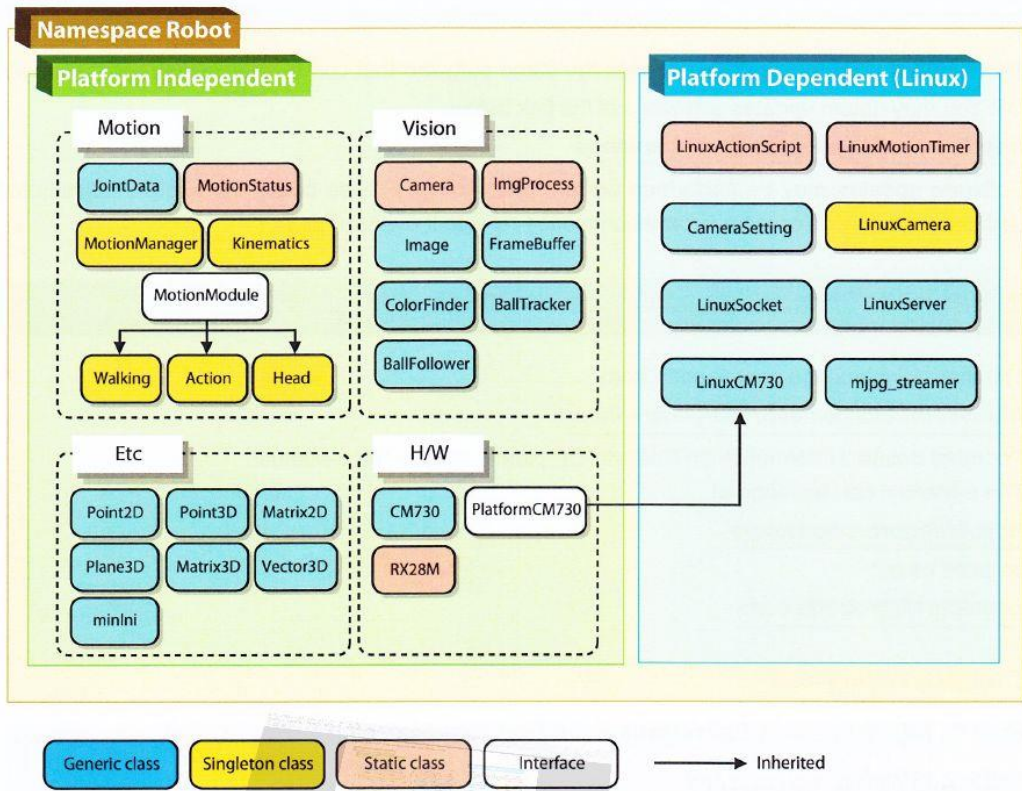 Namespace Robot
Platform Independent
Platform Dependent (Linux)
Motion
JointData
MotionStatus
MotionManager
Kinematics
MotionModule
Walking
Action
Head
Vision
Camera
ImgProcess
Image
FrameBuffer
ColorFinder
BallTracker
BallFollower
Etc
Point2D
Point3D
Matrix2D
Plane3D
Matrix3D
Vector3D
minIni
H/W
CM730
PlatformCM730
RX28M
LinuxActionScript
LinuxMotionTimer
CameraSetting
LinuxCamera
LinuxSocket
LinuxServer
LinuxCM730
mjpg_streamer
Generic class
Singleton class
Static class
Interface
Inherited